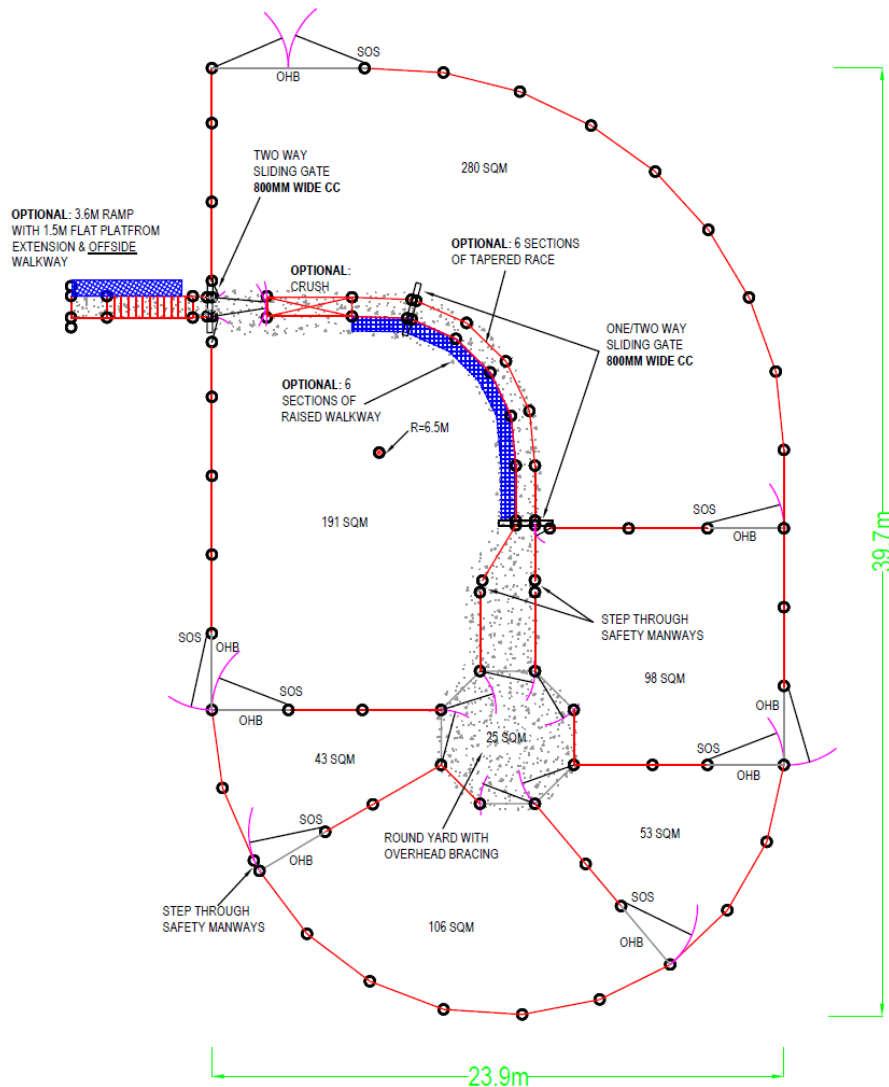 SOS
OHB
TWO WAY
SLIDING GATE
800MM WIDE CC
280 SQM
OPTIONAL: 3.6M RAMP
WITH 1.5M FLAT PLATFROM
EXTENSION & OFFSIDE
WALKWAY
OPTIONAL: 6 SECTIONS
OF TAPERED RACE
OPTIONAL:
CRUSH
ONE/TWO WAY
SLIDING GATE
800MM WIDE CC
OPTIONAL: 6
SECTIONS OF
RAISED WALKWAY
R=6.5M
191 SQM
SOS
OHB
39.7m
STEP THROUGH
SAFETY MANWAYS
SOS
OHB
SOS
OHB
98 SQM
OHB
25 SQM
43 SQM
SOS
OHB
SOS
OHB
ROUND YARD WITH
OVERHEAD BRACING
53 SQM
STEP THROUGH
SAFETY MANWAYS
106 SQM
SOS
OHB
23.9m